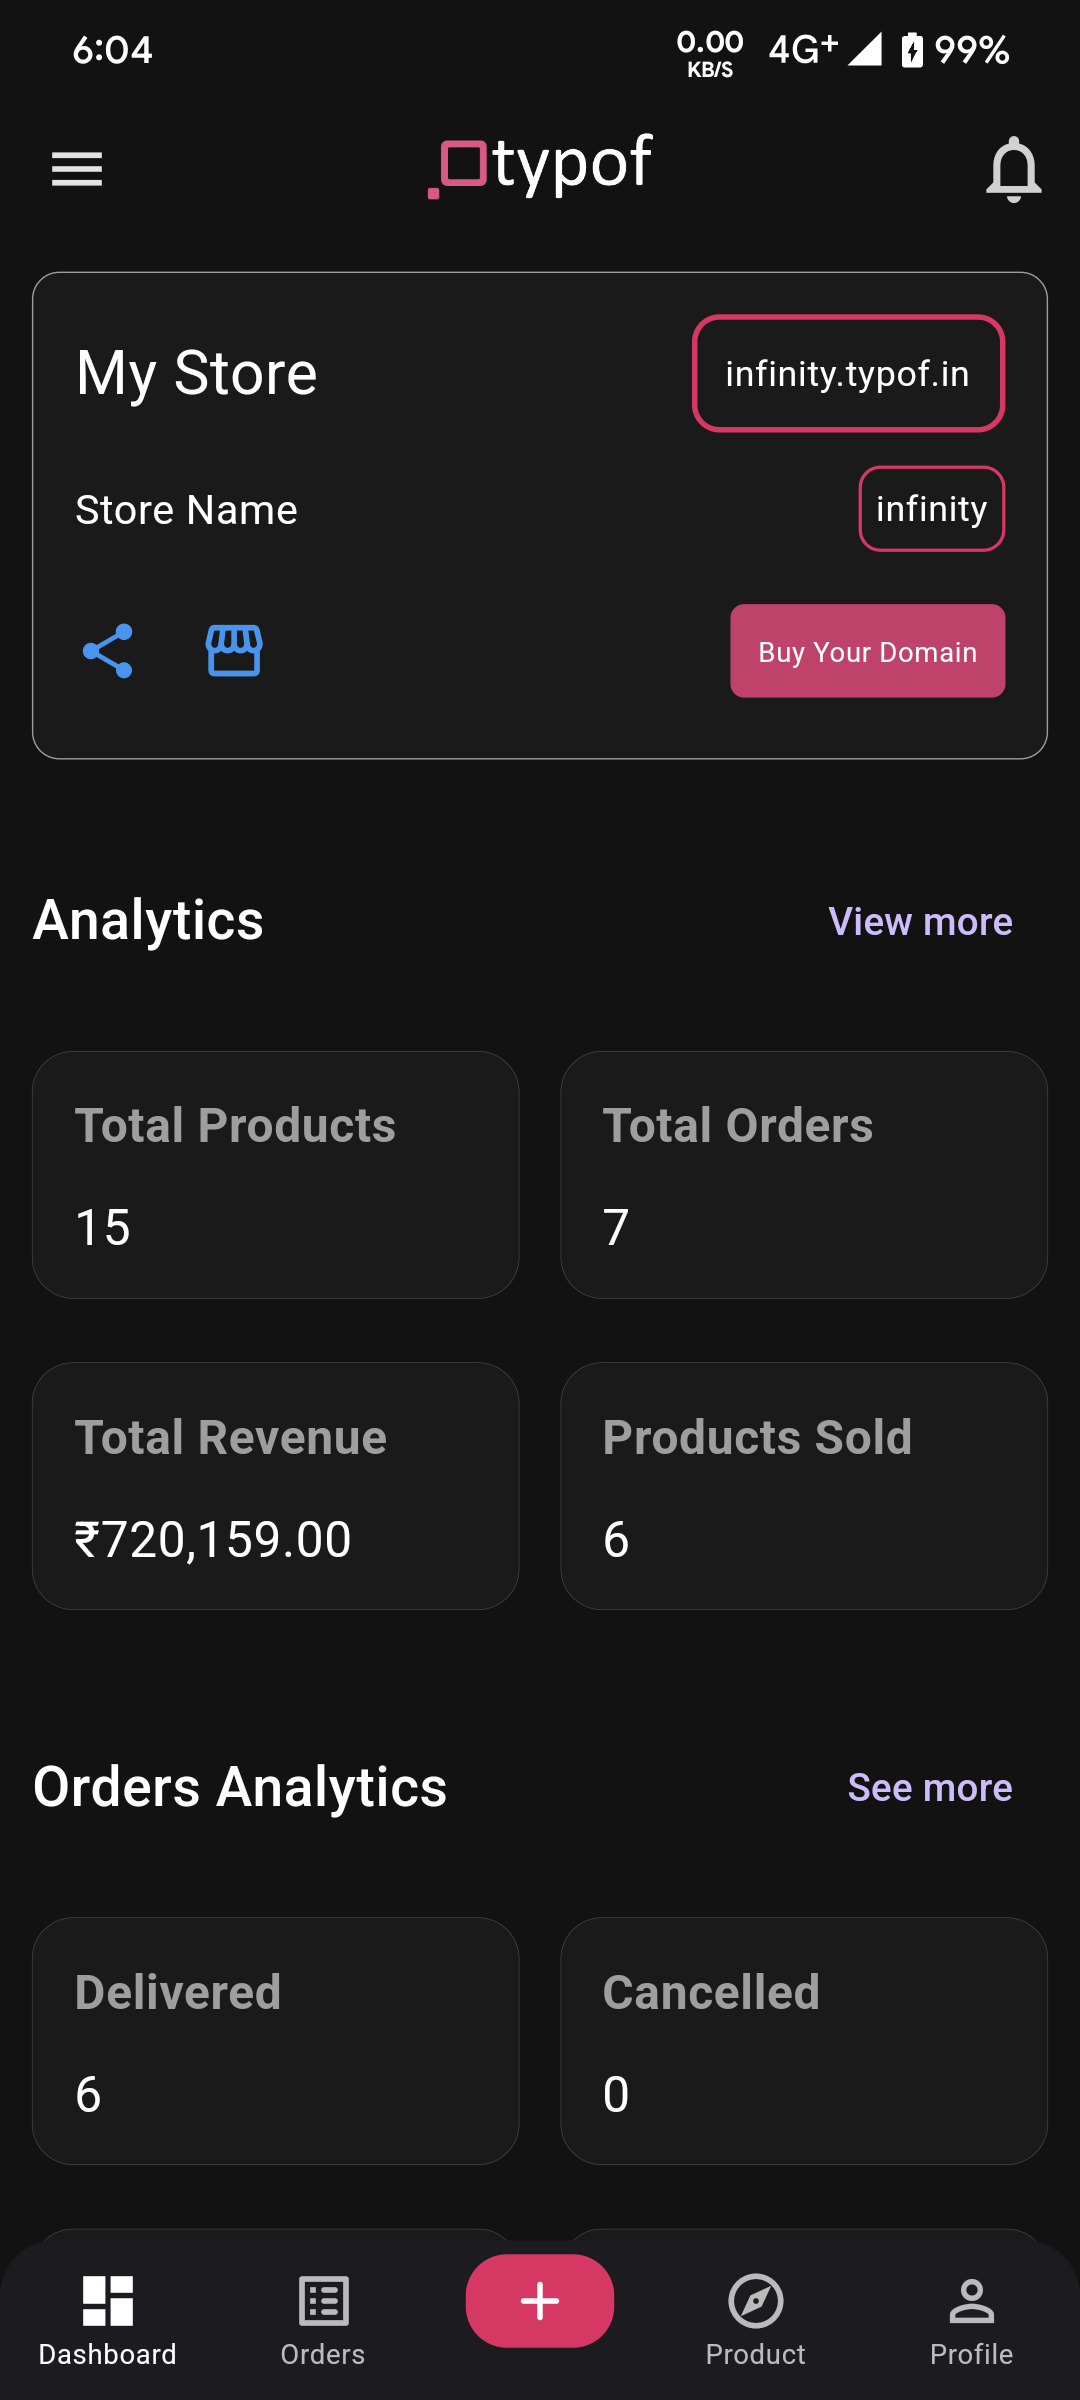 6:04
0.00
KB/S
4G+
99%
typof
My Store
infinity.typof.in
Store Name
infinity
Buy Your Domain
Analytics
View more
Total Products
Total Orders
15
7
Total Revenue
Products Sold
₹720,159.00
6
Orders Analytics
See more
Delivered
Cancelled
6
0
Dashboard
Orders
Product
Profile